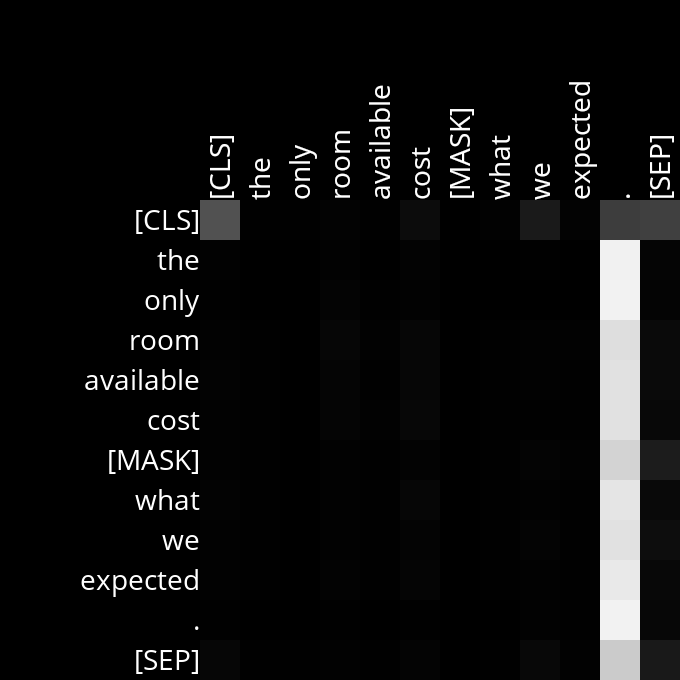 [CLS] the only room available cost [MASK] what we expected . [SEP]
[CLS]
the
only
room
available
cost
[MASK]
what
we
expected
.
[SEP]